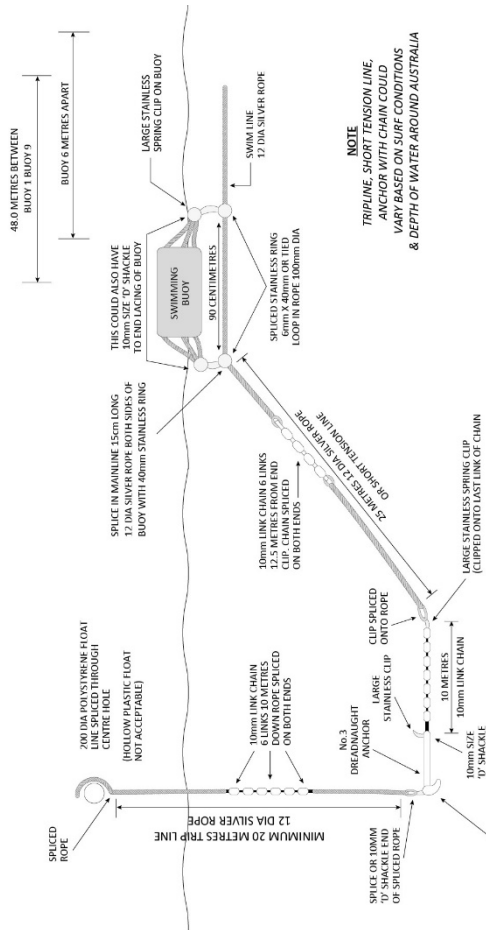 48.0 METRES BETWEEN
BUOY 1 BUOY 9
BUOY 6 METRES APART
LARGE STAINLESS
SPRING CLIP ON BUOY
THIS COULD ALSO HAVE
10mm SIZE 'D' SHACKLE
TO END LACING OF BUOY
SWIMMING
BUOY
90 CENTIMETRES
SWIM LINE
12 DIA SILVER ROPE
SPLICED STAINLESS RING
6mm X 40mm OR TIED
LOOP IN ROPE 100mm DIA
NOTE
TRIPLINE, SHORT TENSION LINE,
ANCHOR WITH CHAIN COULD
VARY BASED ON SURF CONDITIONS
& DEPTH OF WATER AROUND AUSTRALIA
SPLICE IN MAINLINE 15cm LONG
12 DIA SILVER ROPE BOTH SIDES OF
BUOY WITH 40mm STAINLESS RING
10mm LINK CHAIN 6 LINKS
12.5 METRES FROM END
CLIP. CHAIN SPLICED
ON BOTH ENDS
25 METRES 12 DIA SILVER ROPE
OR SHORT TENSION LINE
200 DIA POLYSTYRENE FLOAT
LINE SPLICED THROUGH
CENTRE HOLE
(HOLLOW PLASTIC FLOAT
NOT ACCEPTABLE)
SPLICED
ROPE
MINIMUM 20 METRES TRIP LINE
12 DIA SILVER ROPE
10mm LINK CHAIN
6 LINKS 10 METRES
DOWN ROPE SPLICED
ON BOTH ENDS
CLIP SPLICED
ONTO ROPE
LARGE STAINLESS SPRING CLIP
(CLIPPED ONTO LAST LINK OF CHAIN)
10 METRES
10mm LINK CHAIN
LARGE
STAINLESS CLIP
No.3
DREADNAUGHT
ANCHOR
10mm SIZE
'D' SHACKLE
SPLICE OR 10MM
'D' SHACKLE END
OF SPLICED ROPE